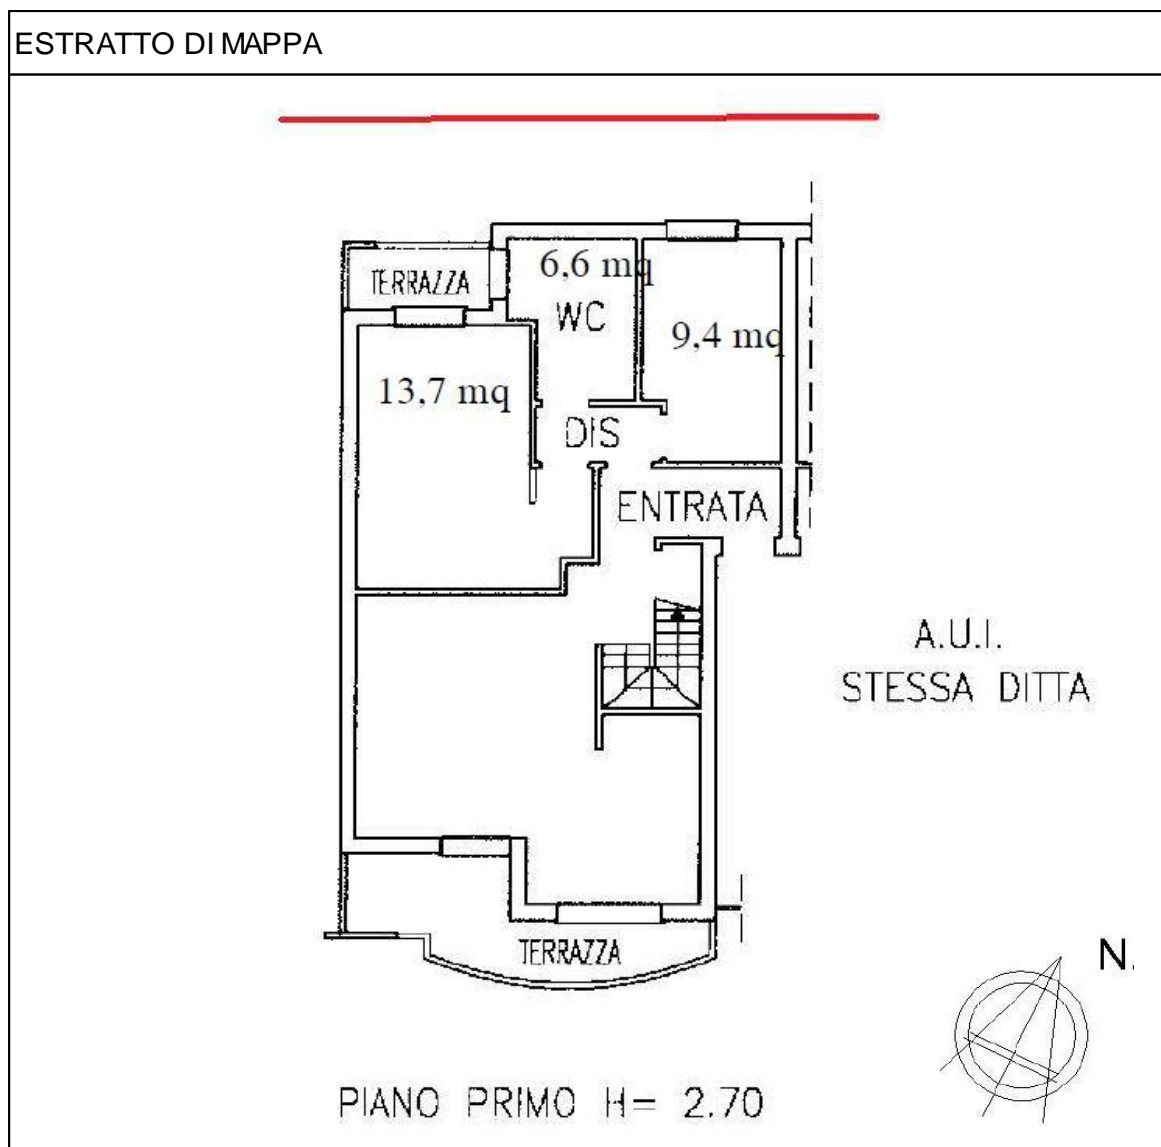 ESTRATTO DI MAPPA
6,6 mq
TERRAZZA
WC
9,4 mq
13,7 mq
DIS
ENTRATA
A.U.I.
STESSA DITTA
TERRAZZA
N.
PIANO PRIMO H= 2.70